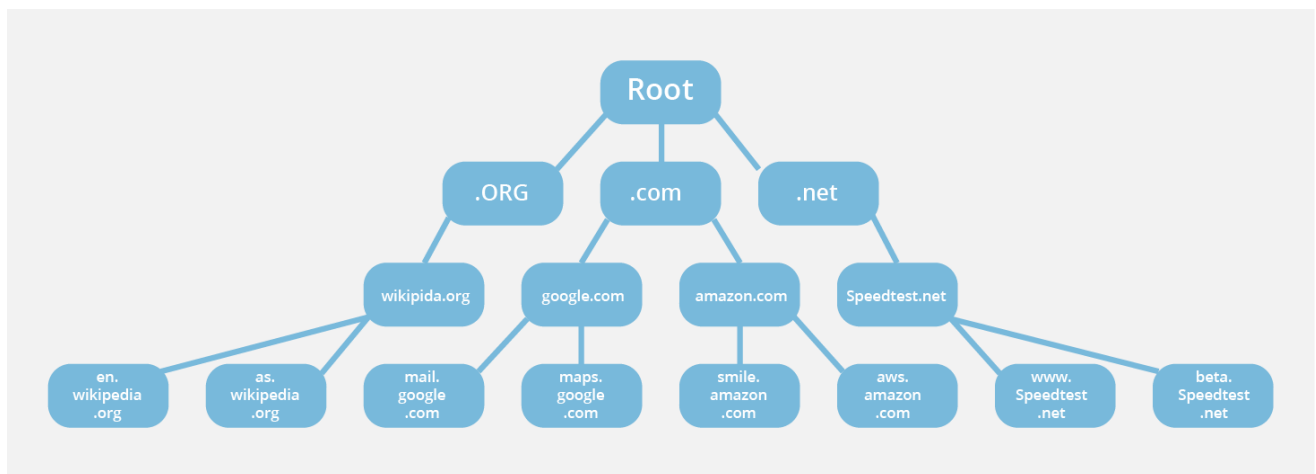 Root
.ORG
.com
.net
wikipida.org
google.com
amazon.com
Speedtest.net
en.
wikipedia
.org
as.
wikipedia
.org
mail.
google
.com
maps.
google
.com
smile.
amazon
.com
aws.
amazon
.com
www.
Speedtest
.net
beta.
Speedtest
.net